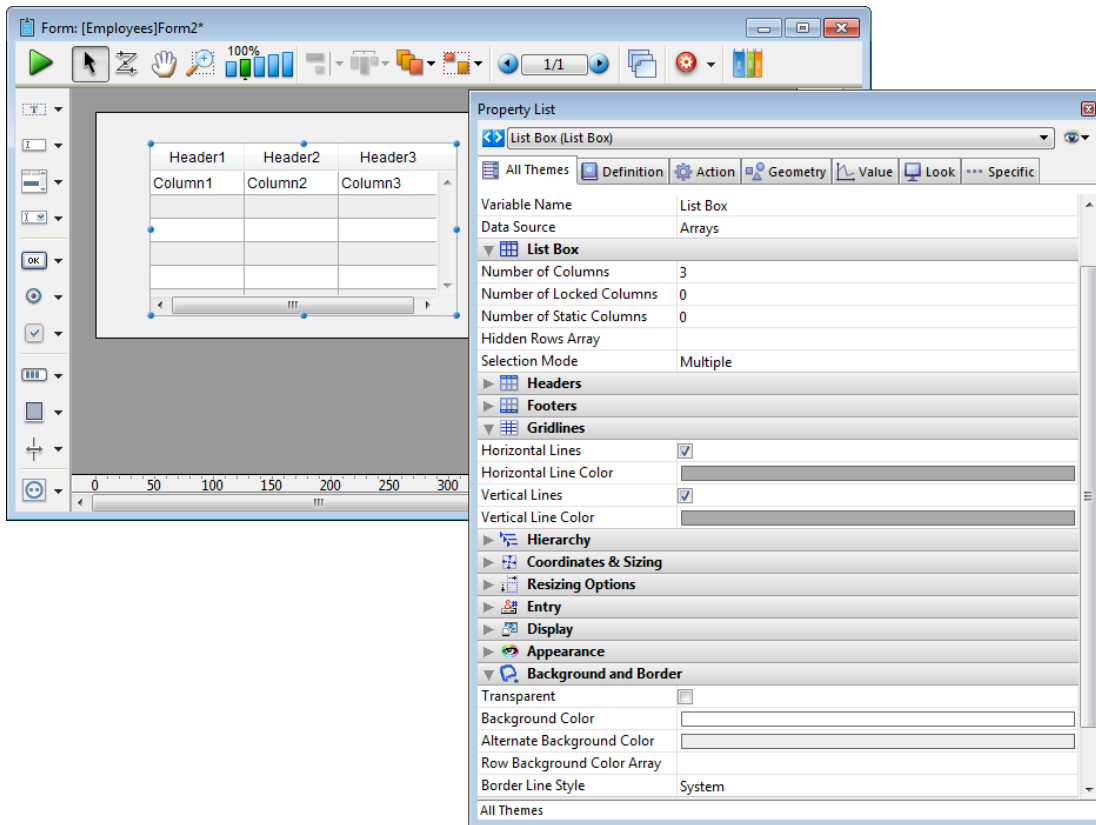 Form: [Employees]Form2*
100%
1/1
T
I
I
OK
Header1 Header2 Header3
Column1 Column2 Column3
0 50 100 150 200 250 300
Property List
List Box (List Box)
All Themes Definition Action Geometry Value Look Specific
Variable Name List Box
Data Source Arrays
List Box
Number of Columns 3
Number of Locked Columns 0
Number of Static Columns 0
Hidden Rows Array
Selection Mode Multiple
Headers
Footers
Gridlines
Horizontal Lines
Horizontal Line Color
Vertical Lines
Vertical Line Color
Hierarchy
Coordinates & Sizing
Resizing Options
Entry
Display
Appearance
Background and Border
Transparent
Background Color
Alternate Background Color
Row Background Color Array
Border Line Style System
All Themes